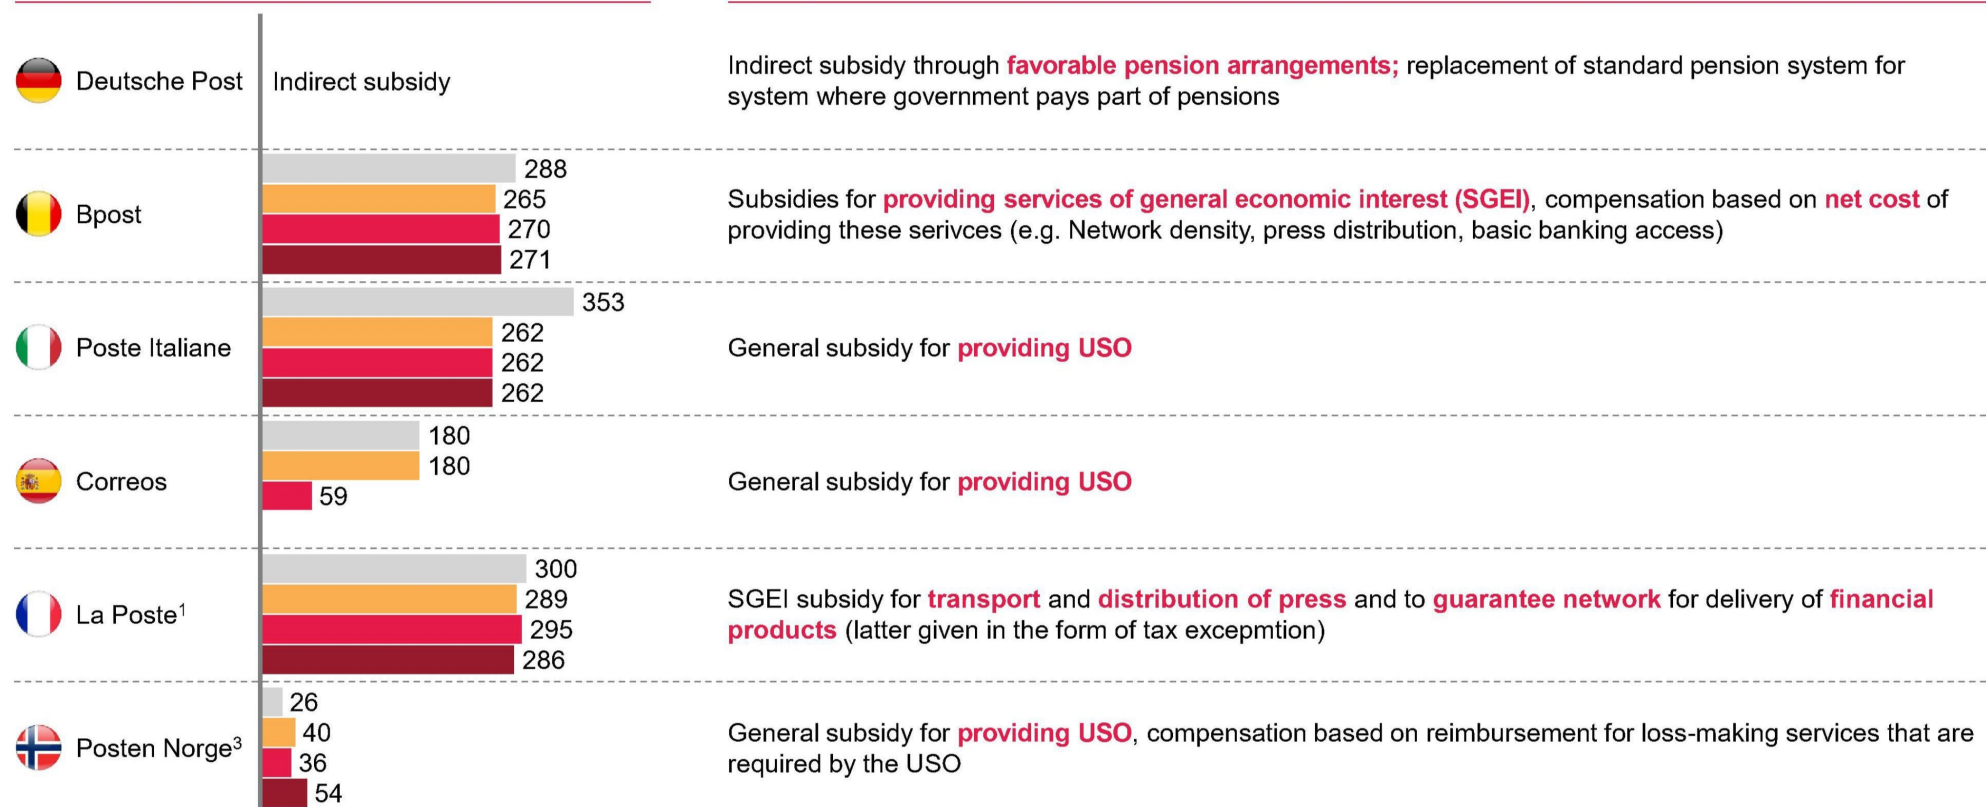 Deutsche Post
Indirect subsidy
Indirect subsidy through favorable pension arrangements; replacement of standard pension system for
system where government pays part of pensions
Bpost
288
265
270
271
Subsidies for providing services of general economic interest (SGEI), compensation based on net cost of
providing these serivces (e.g. Network density, press distribution, basic banking access)
Poste Italiane
353
262
262
262
General subsidy for providing USO
Correos
180
180
59
General subsidy for providing USO
La Poste¹
300
289
295
286
SGEI subsidy for transport and distribution of press and to guarantee network for delivery of financial
products (latter given in the form of tax excepmtion)
Posten Norge³
26
40
36
54
General subsidy for providing USO, compensation based on reimbursement for loss-making services that are
required by the USO